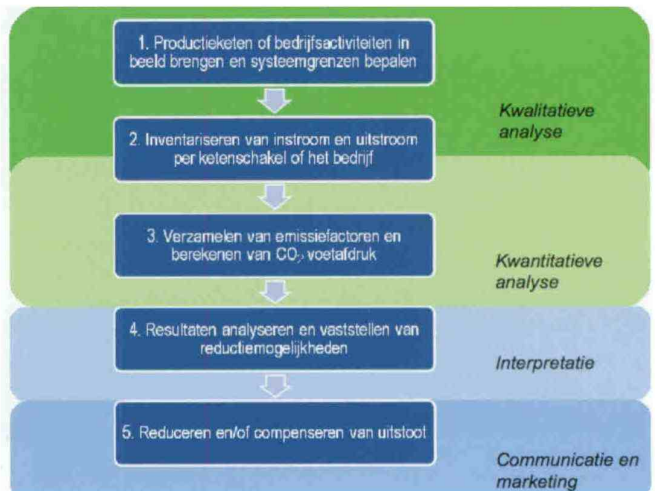 1. Productieketen of bedrijfsactiviteiten in
beeld brengen en systeemgrenzen bepalen
Kwalitatieve
analyse
2. Inventariseren van instroom en uitstroom
per ketenschakel of het bedrijf
3. Verzamelen van emissiefactoren en
berekenen van CO₂ voetafdruk
Kwantitatieve
analyse
4. Resultaten analyseren en vaststellen van
reductiemogelijkheden
Interpretatie
5. Reduceren en/of compenseren van uitstoot
Communicatie en
marketing